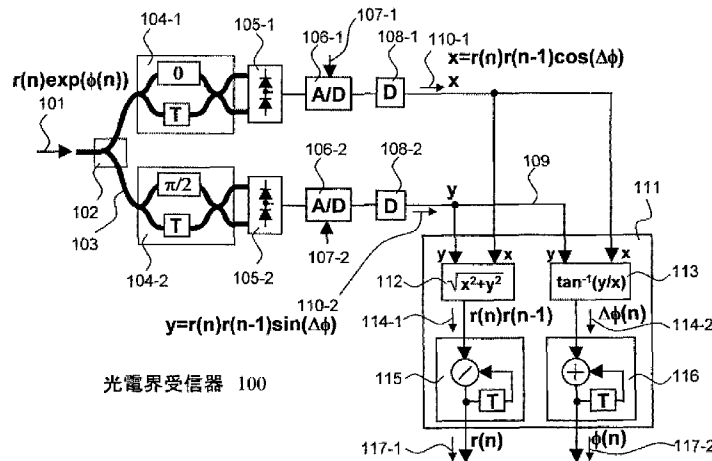 104-1
105-1
107-1
106-1
108-1
110-1
x=r(n)r(n-1)cos(Δϕ)
r(n)exp(ϕ(n))
0
T
A/D
D
x
101
106-2
108-2
109
π/2
T
A/D
D
y
111
102
103
104-2
105-2
107-2
110-2
y
x
y
x
112
√x²+y²
tan⁻¹(y/x)
113
y=r(n)r(n-1)sin(Δϕ)
114-1
r(n)r(n-1)
Δϕ(n)
114-2
光電界受信器 100
115
/
T
+
T
116
117-1
r(n)
ϕ(n)
117-2